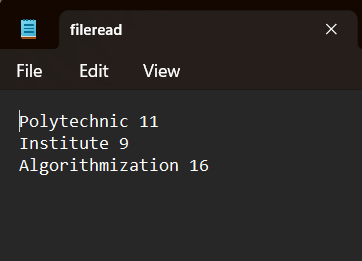 fileread
File Edit View
Polytechnic 11
Institute 9
Algorithmization 16